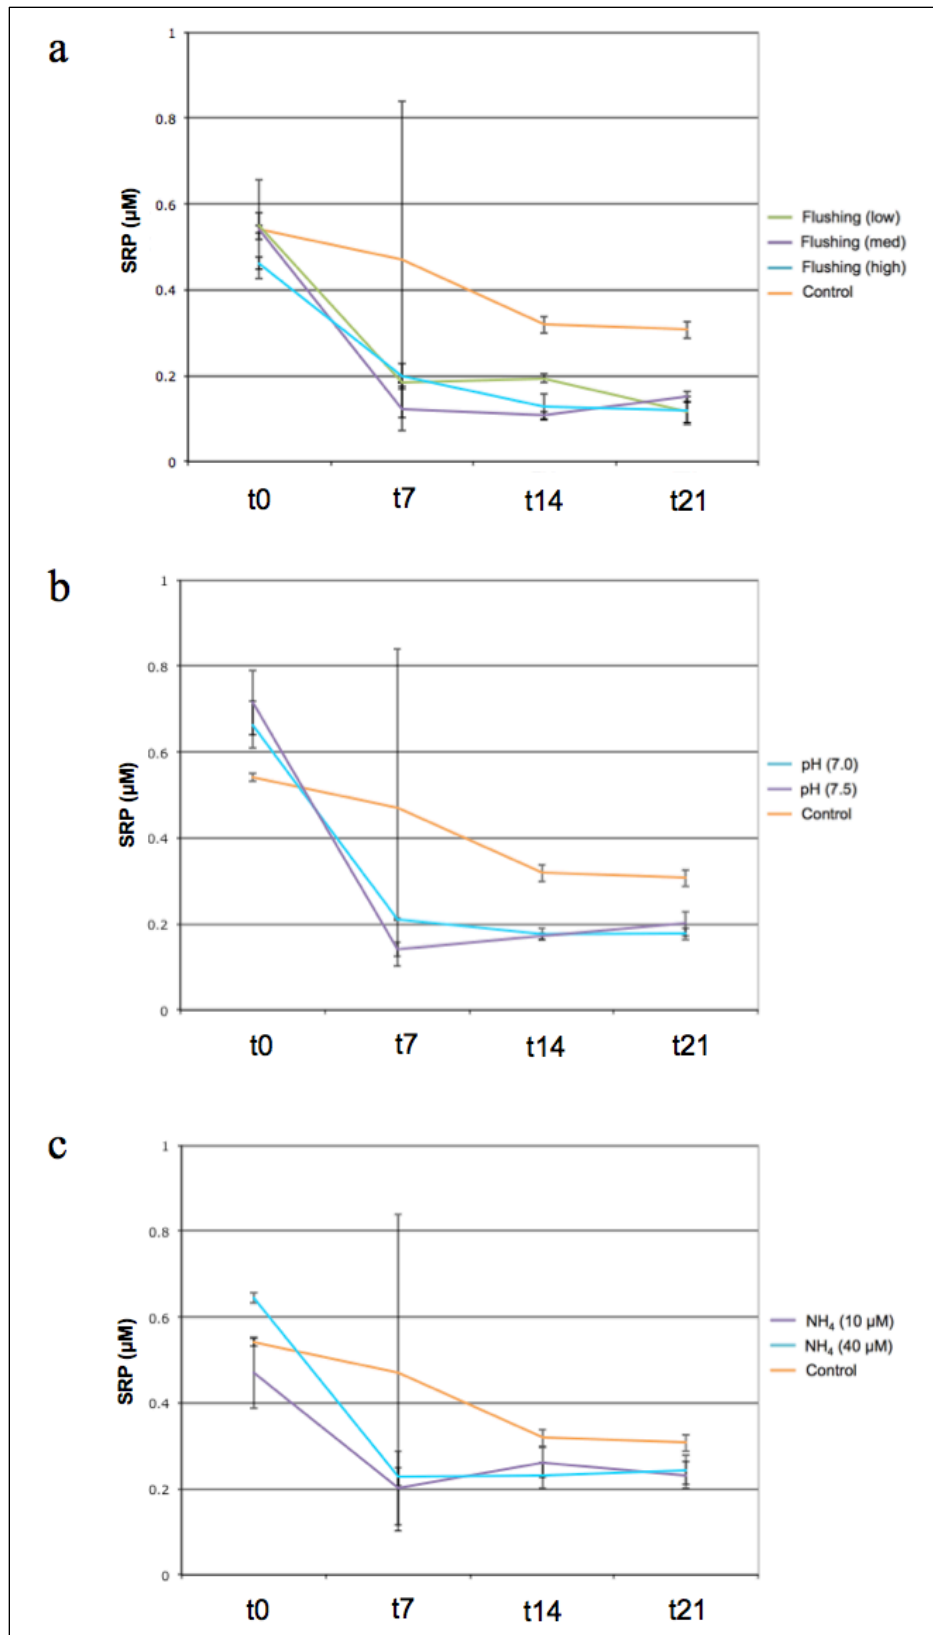 a
1
0.8
0.6
0.4
0.2
0
SRP (µM)
t0 t7 t14 t21
Flushing (low)
Flushing (med)
Flushing (high)
Control
b
1
0.8
0.6
0.4
0.2
0
SRP (µM)
t0 t7 t14 t21
pH (7.0)
pH (7.5)
Control
c
1
0.8
0.6
0.4
0.2
0
SRP (µM)
t0 t7 t14 t21
NH₄ (10 µM)
NH₄ (40 µM)
Control